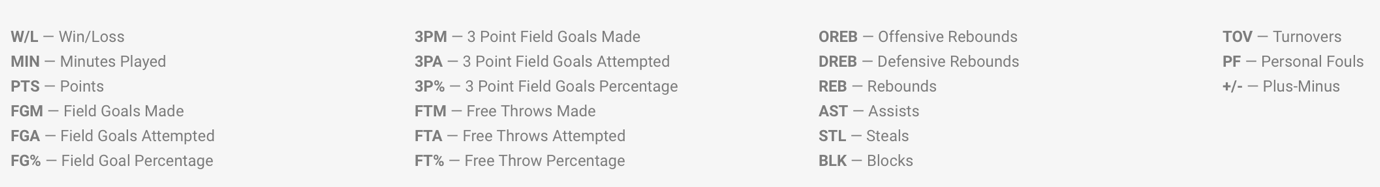 W/L — Win/Loss
MIN — Minutes Played
PTS — Points
FGM — Field Goals Made
FGA — Field Goals Attempted
FG% — Field Goal Percentage
3PM — 3 Point Field Goals Made
3PA — 3 Point Field Goals Attempted
3P% — 3 Point Field Goals Percentage
FTM — Free Throws Made
FTA — Free Throws Attempted
FT% — Free Throw Percentage
OREB — Offensive Rebounds
DREB — Defensive Rebounds
REB — Rebounds
AST — Assists
STL — Steals
BLK — Blocks
TOV — Turnovers
PF — Personal Fouls
+/- — Plus-Minus